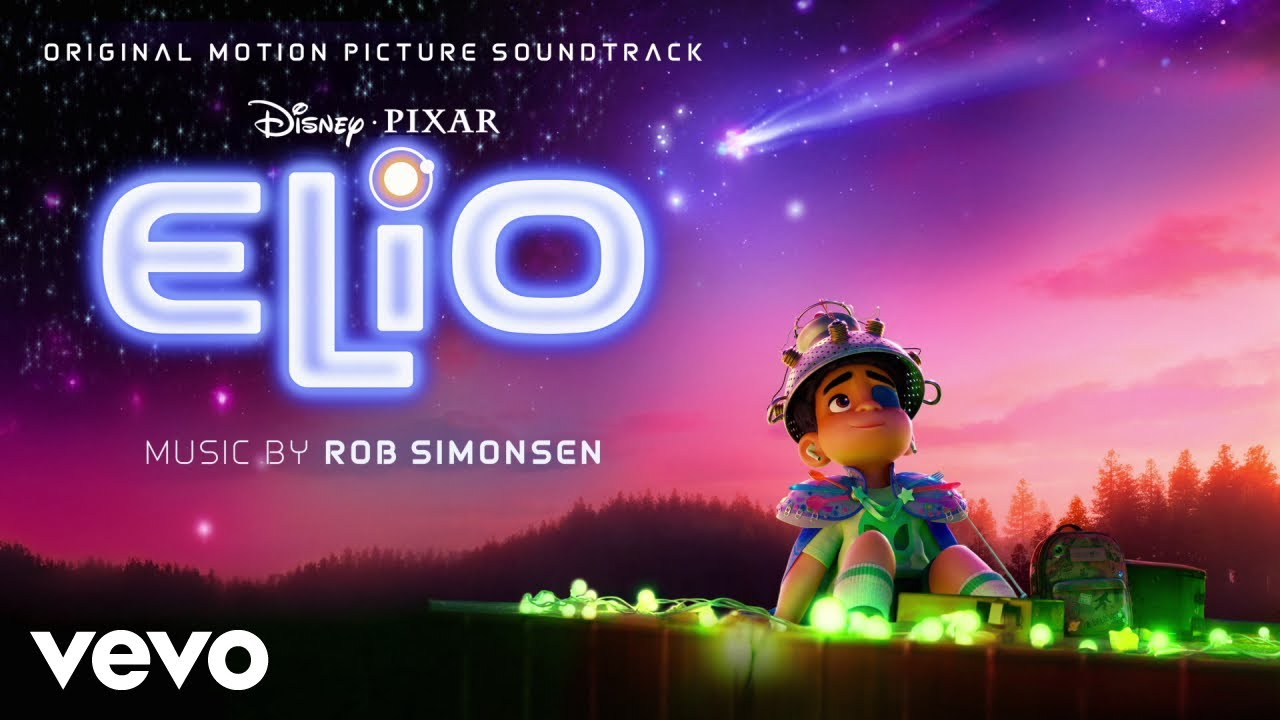 ORIGINAL MOTION PICTURE SOUNDTRACK
DISNEY · PIXAR
ELiO
MUSIC BY ROB SIMONSEN
vevo